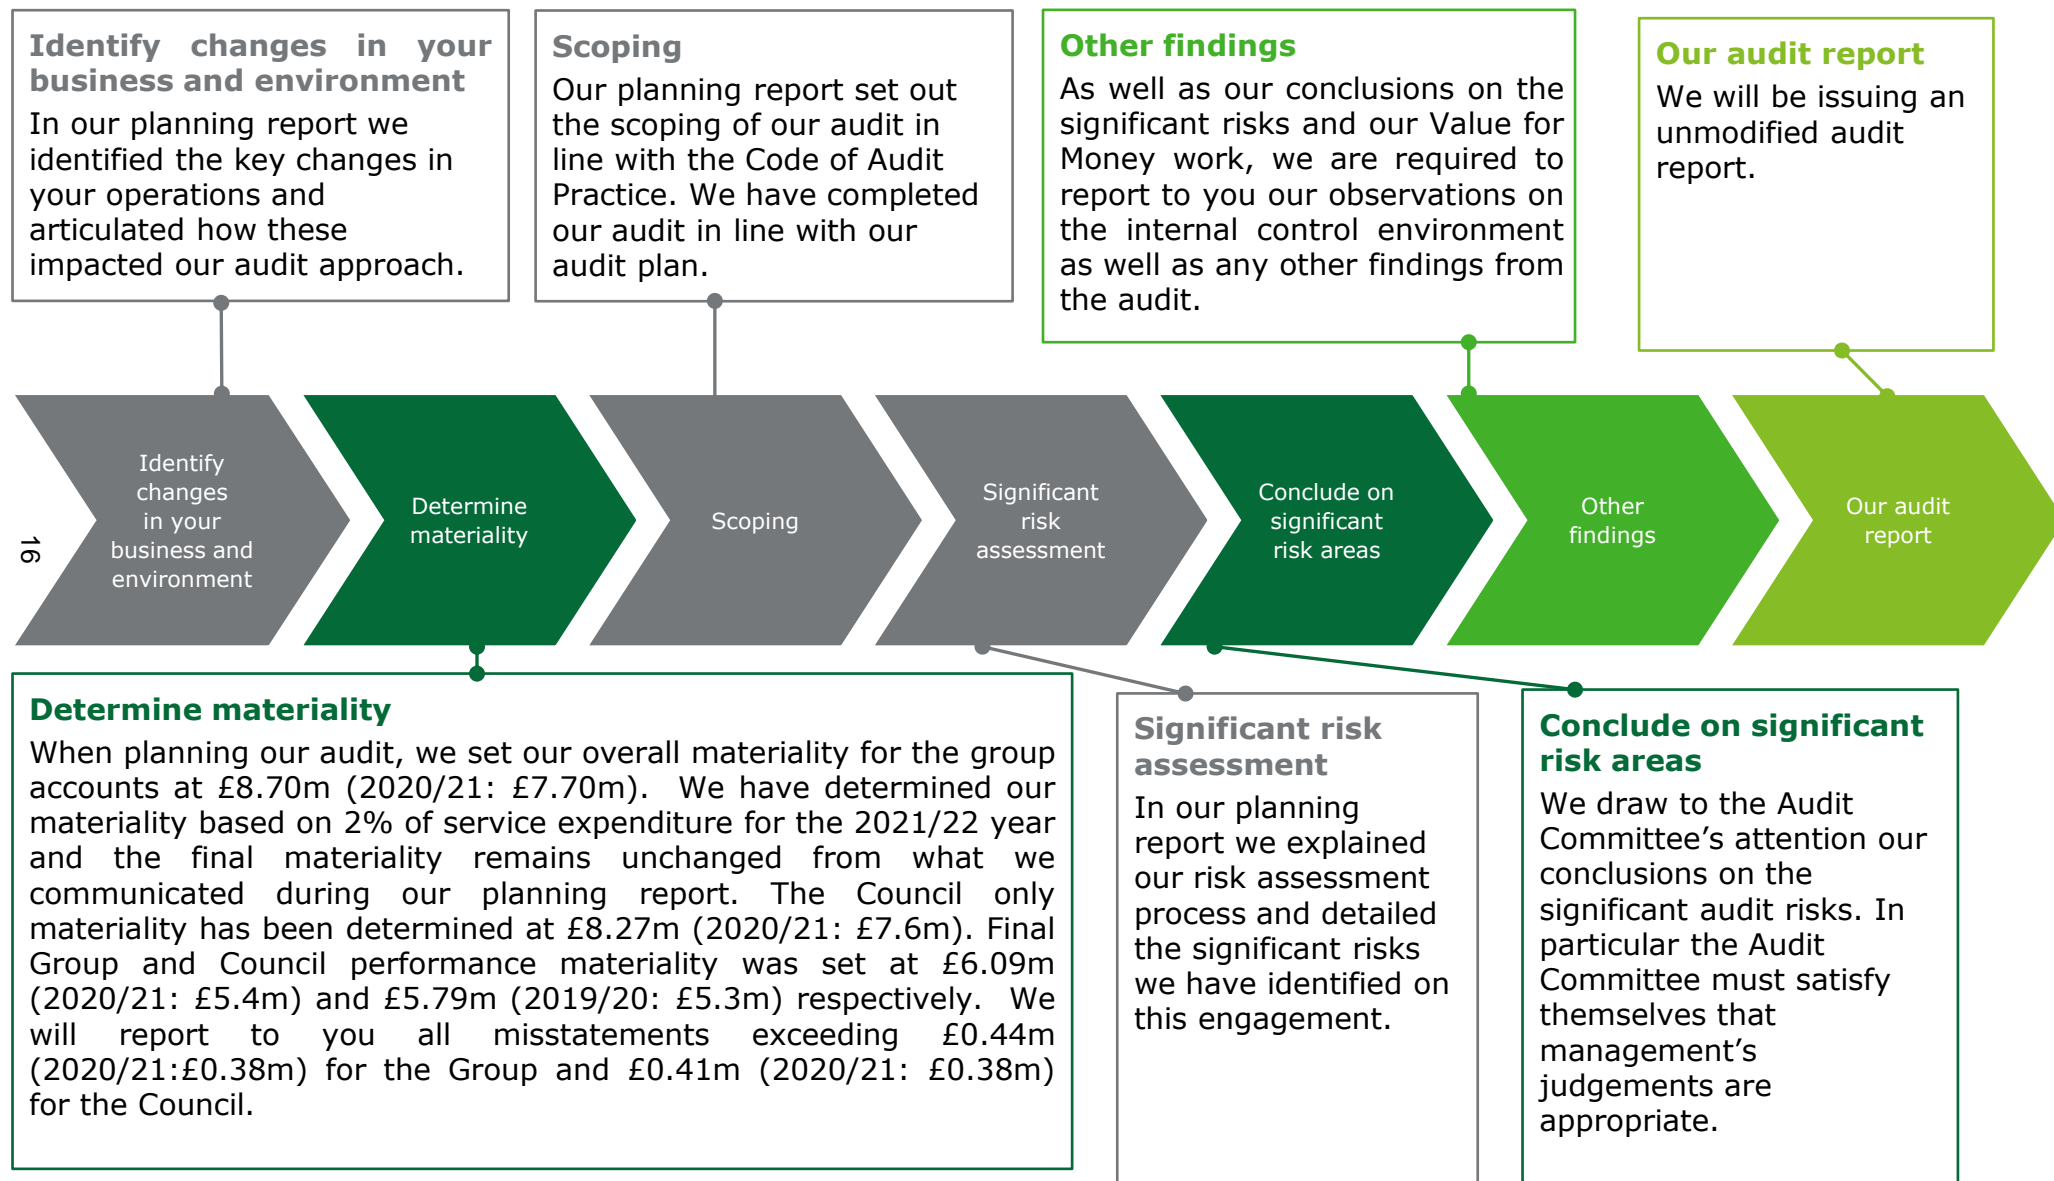 Identify changes in your
business and environment
In our planning report we
identified the key changes in
your operations and
articulated how these
impacted our audit approach.
Scoping
Our planning report set out
the scoping of our audit in
line with the Code of Audit
Practice. We have completed
our audit in line with our
audit plan.
Other findings
As well as our conclusions on the
significant risks and our Value for
Money work, we are required to
report to you our observations on
the internal control environment
as well as any other findings from
the audit.
Our audit report
We will be issuing an
unmodified audit
report.
Identify
changes
in your
business and
environment
Determine
materiality
Scoping
Significant
risk
assessment
Conclude on
significant
risk areas
Other
findings
Our audit
report
16
Determine materiality
When planning our audit, we set our overall materiality for the group
accounts at £8.70m (2020/21: £7.70m). We have determined our
materiality based on 2% of service expenditure for the 2021/22 year
and the final materiality remains unchanged from what we
communicated during our planning report. The Council only
materiality has been determined at £8.27m (2020/21: £7.6m). Final
Group and Council performance materiality was set at £6.09m
(2020/21: £5.4m) and £5.79m (2019/20: £5.3m) respectively. We
will report to you all misstatements exceeding £0.44m
(2020/21:£0.38m) for the Group and £0.41m (2020/21: £0.38m)
for the Council.
Significant risk
assessment
In our planning
report we explained
our risk assessment
process and detailed
the significant risks
we have identified on
this engagement.
Conclude on significant
risk areas
We draw to the Audit
Committee’s attention our
conclusions on the
significant audit risks. In
particular the Audit
Committee must satisfy
themselves that
management’s
judgements are
appropriate.